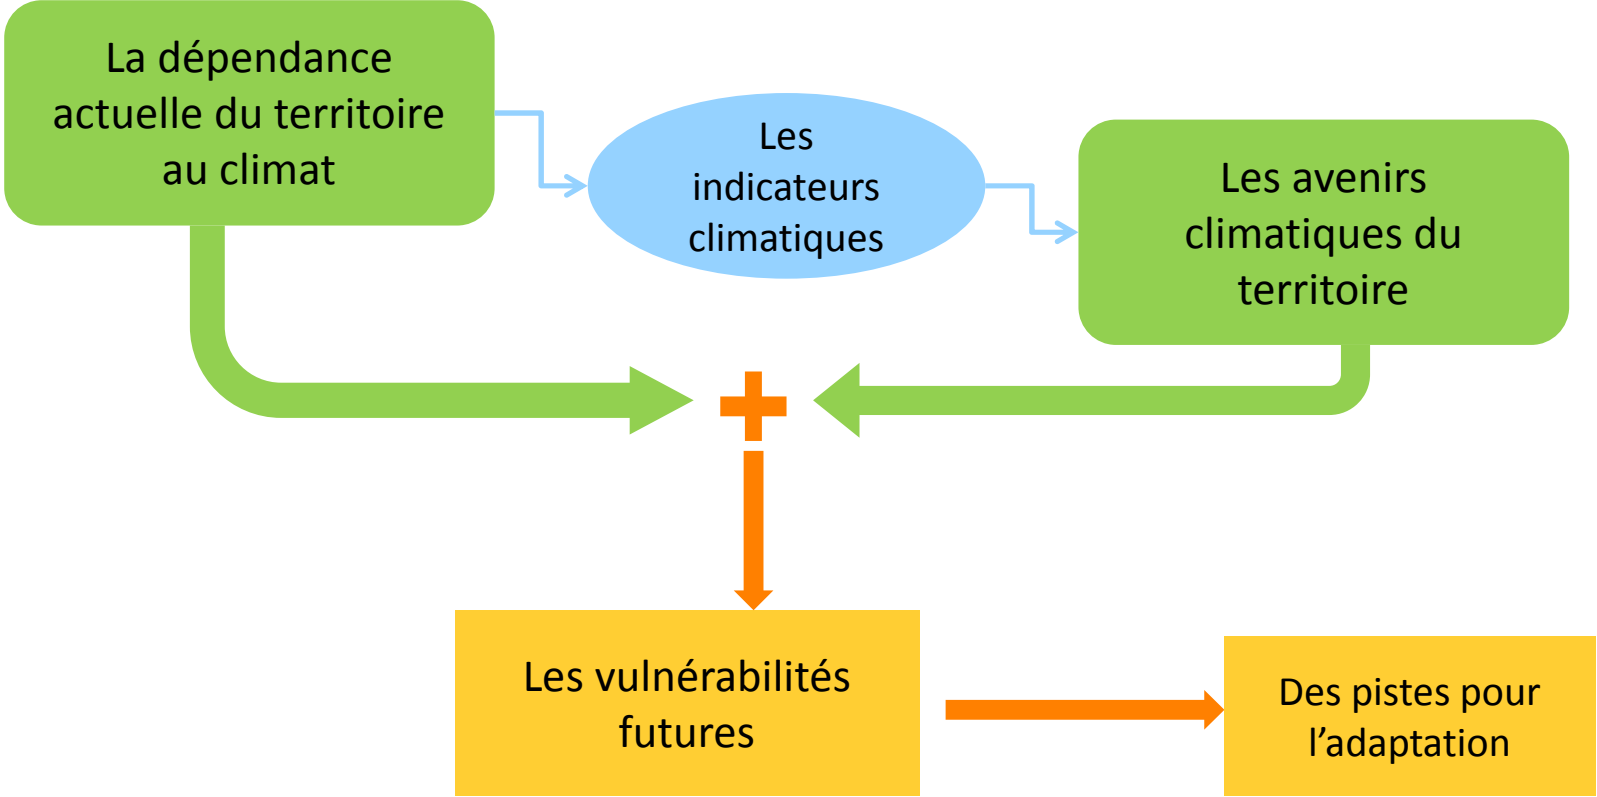 La dépendance
actuelle du territoire
au climat
Les
indicateurs
climatiques
Les avenirs
climatiques du
territoire
Les vulnérabilités
futures
Des pistes pour
l’adaptation